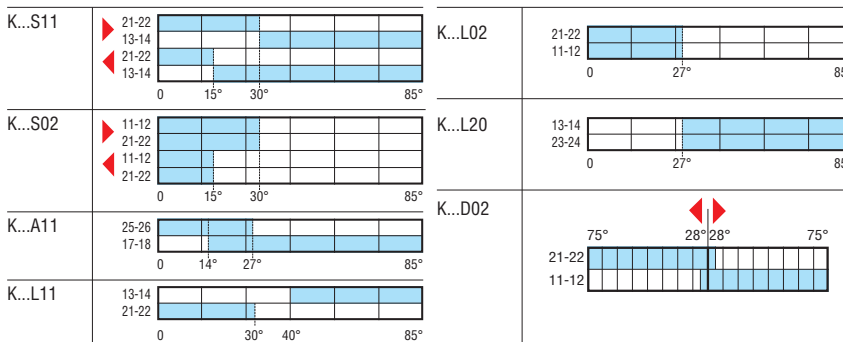 K...S11
21-22
13-14
21-22
13-14
0 15° 30° 85°
K...S02
11-12
21-22
11-12
21-22
0 15° 30° 85°
K...A11
25-26
17-18
0 14° 27° 85°
K...L11
13-14
21-22
0 30° 40° 85°
K...L02
21-22
11-12
0 27° 85
K...L20
13-14
23-24
0 27° 85
K...D02
75° 28° 28° 75°
21-22
11-12